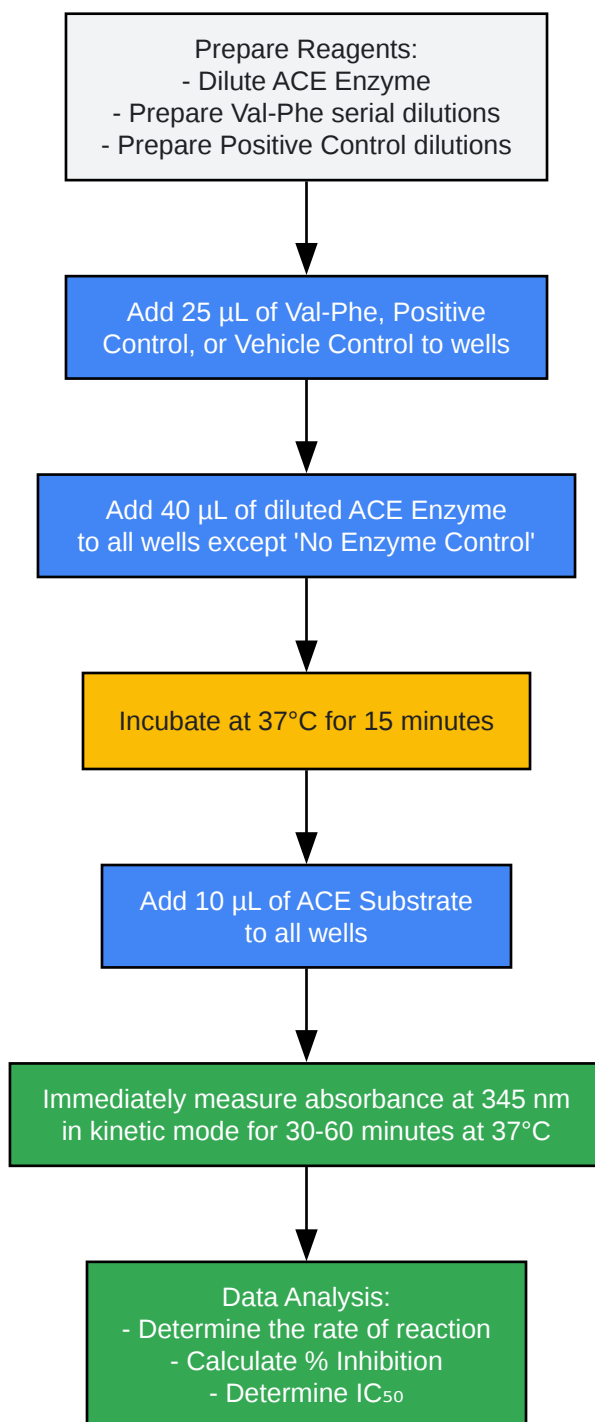 Prepare Reagents:
- Dilute ACE Enzyme
- Prepare Val-Phe serial dilutions
- Prepare Positive Control dilutions
Add 25 µL of Val-Phe, Positive
Control, or Vehicle Control to wells
Add 40 µL of diluted ACE Enzyme
to all wells except 'No Enzyme Control'
Incubate at 37°C for 15 minutes
Add 10 µL of ACE Substrate
to all wells
Immediately measure absorbance at 345 nm
in kinetic mode for 30-60 minutes at 37°C
Data Analysis:
- Determine the rate of reaction
- Calculate % Inhibition
- Determine IC₅₀